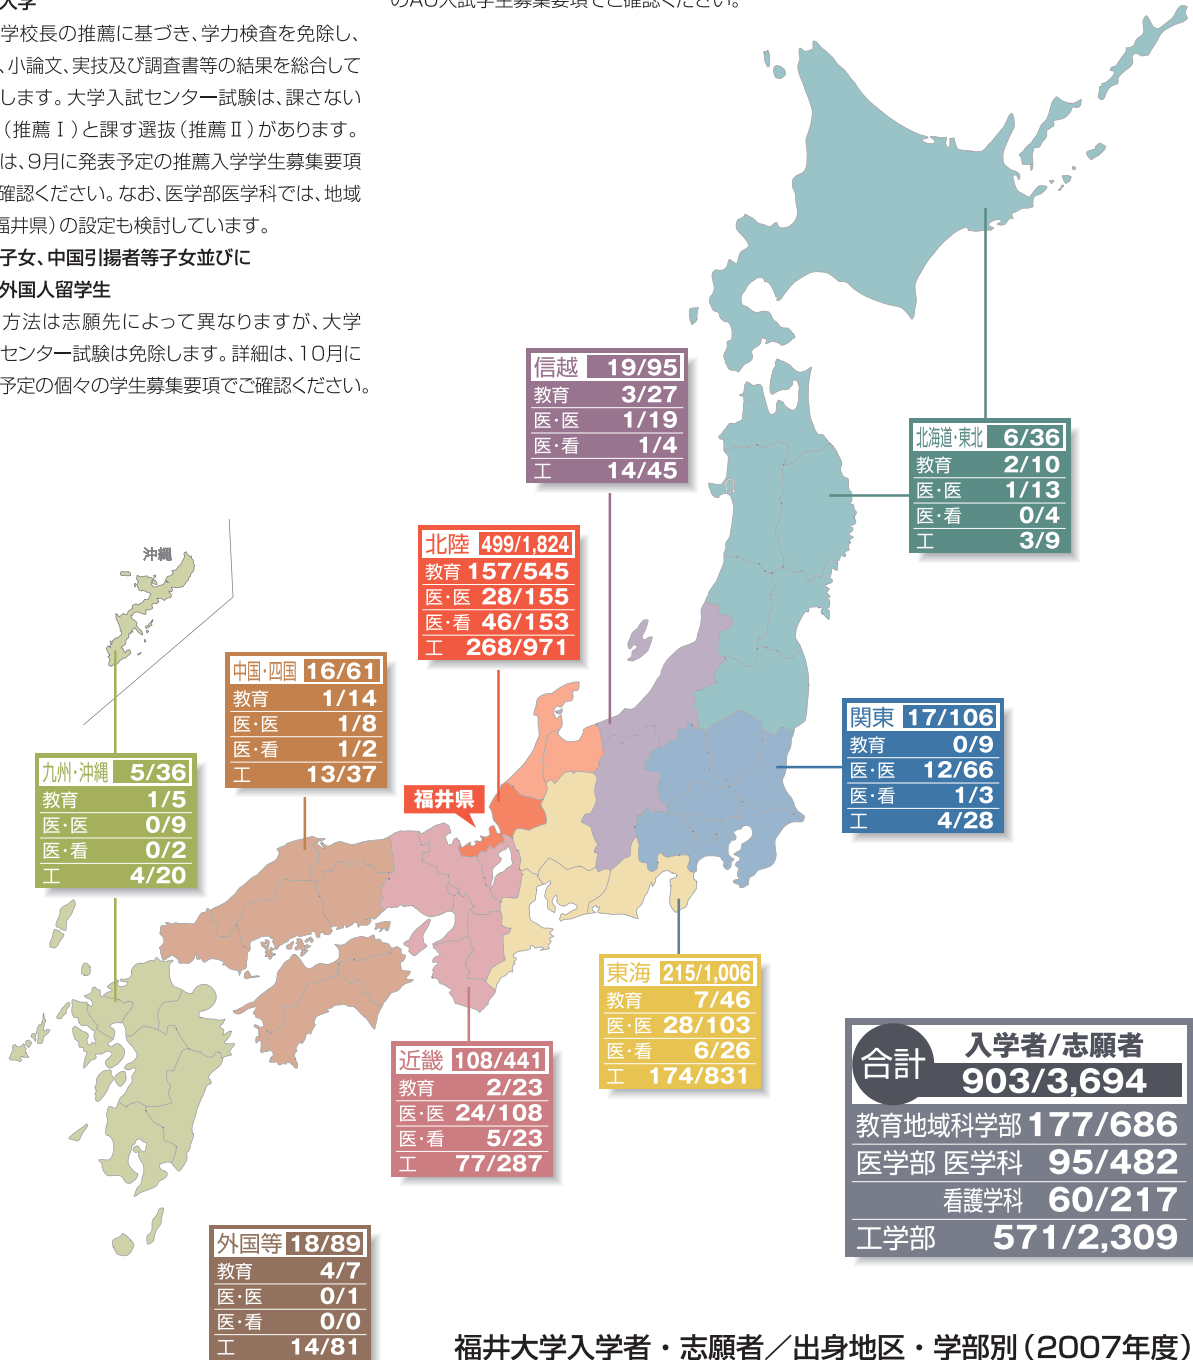 入学
学校長の推薦に基づき、学力検査を免除し、
、小論文、実技及び調査書等の結果を総合して
します。大学入試センター試験は、課さない
（推薦Ⅰ）と課す選抜（推薦Ⅱ）があります。
は、9月に発表予定の推薦入学学生募集要項
確認ください。なお、医学部医学科では、地域
福井県）の設定も検討しています。
子女、中国引揚者等子女並びに
外国人留学生
方法は志願先によって異なりますが、大学
センター試験は免除します。詳細は、10月に
予定の個々の学生募集要項でご確認ください。
のAO入試学生募集要項でご確認ください。
信越 19/95
教育 3/27
医・医 1/19
医・看 1/4
工 14/45
北海道・東北 6/36
教育 2/10
医・医 1/13
医・看 0/4
工 3/9
北陸 499/1,824
教育 157/545
医・医 28/155
医・看 46/153
工 268/971
沖縄
中国・四国 16/61
教育 1/14
医・医 1/8
医・看 1/2
工 13/37
関東 17/106
教育 0/9
医・医 12/66
医・看 1/3
工 4/28
九州・沖縄 5/36
教育 1/5
医・医 0/9
医・看 0/2
工 4/20
福井県
東海 215/1,006
教育 7/46
医・医 28/103
医・看 6/26
工 174/831
近畿 108/441
教育 2/23
医・医 24/108
医・看 5/23
工 77/287
合計 入学者/志願者
903/3,694
教育地域科学部 177/686
医学部 医学科 95/482
看護学科 60/217
工学部 571/2,309
外国等 18/89
教育 4/7
医・医 0/1
医・看 0/0
工 14/81
福井大学入学者・志願者／出身地区・学部別（2007年度）